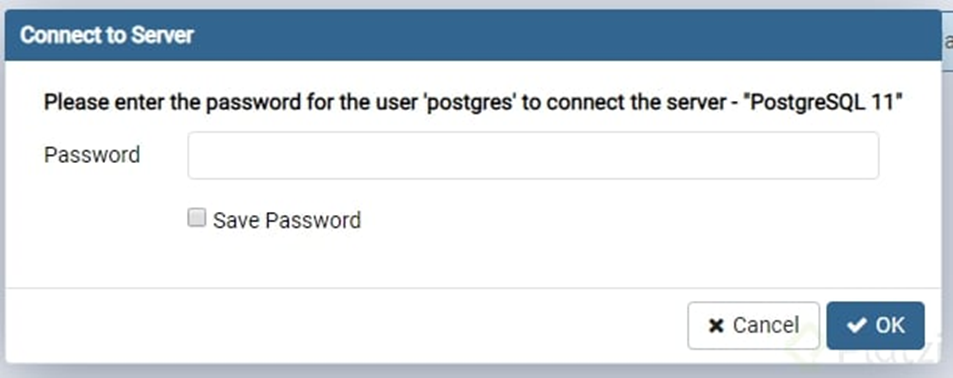 Connect to Server
Please enter the password for the user 'postgres' to connect the server - "PostgreSQL 11"
Password
Save Password
Cancel
OK
Platzi